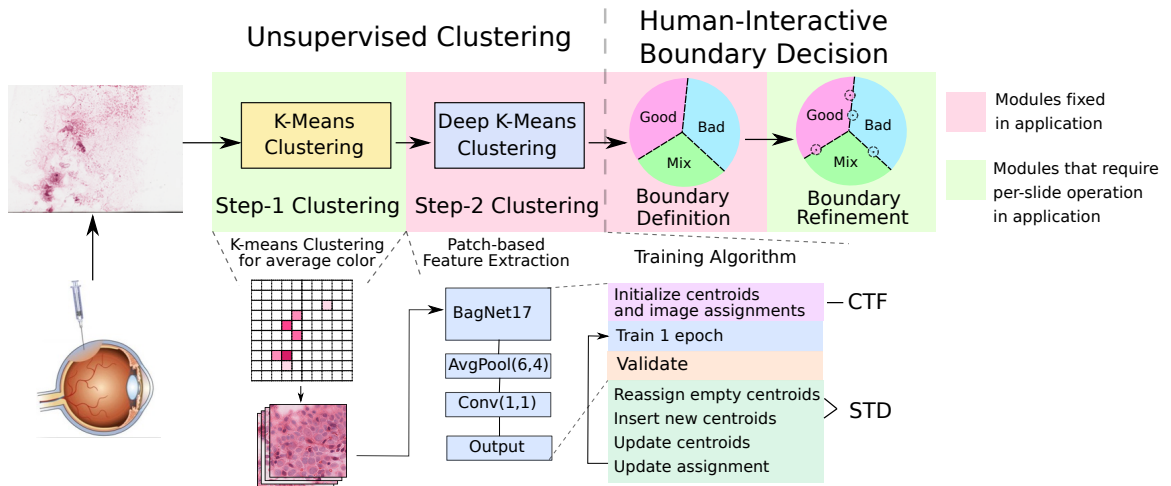 Unsupervised Clustering
Human-Interactive
Boundary Decision
K-Means
Clustering
Step-1 Clustering
Deep K-Means
Clustering
Step-2 Clustering
Good
Bad
Mix
Boundary
Definition
Good
Bad
Mix
Boundary
Refinement
Modules fixed
in application
Modules that require
per-slide operation
in application
K-means Clustering
for average color
Patch-based
Feature Extraction
Training Algorithm
BagNet17
AvgPool(6,4)
Conv(1,1)
Output
Initialize centroids
and image assignments
CTF
Train 1 epoch
Validate
Reassign empty centroids
Insert new centroids
STD
Update centroids
Update assignment